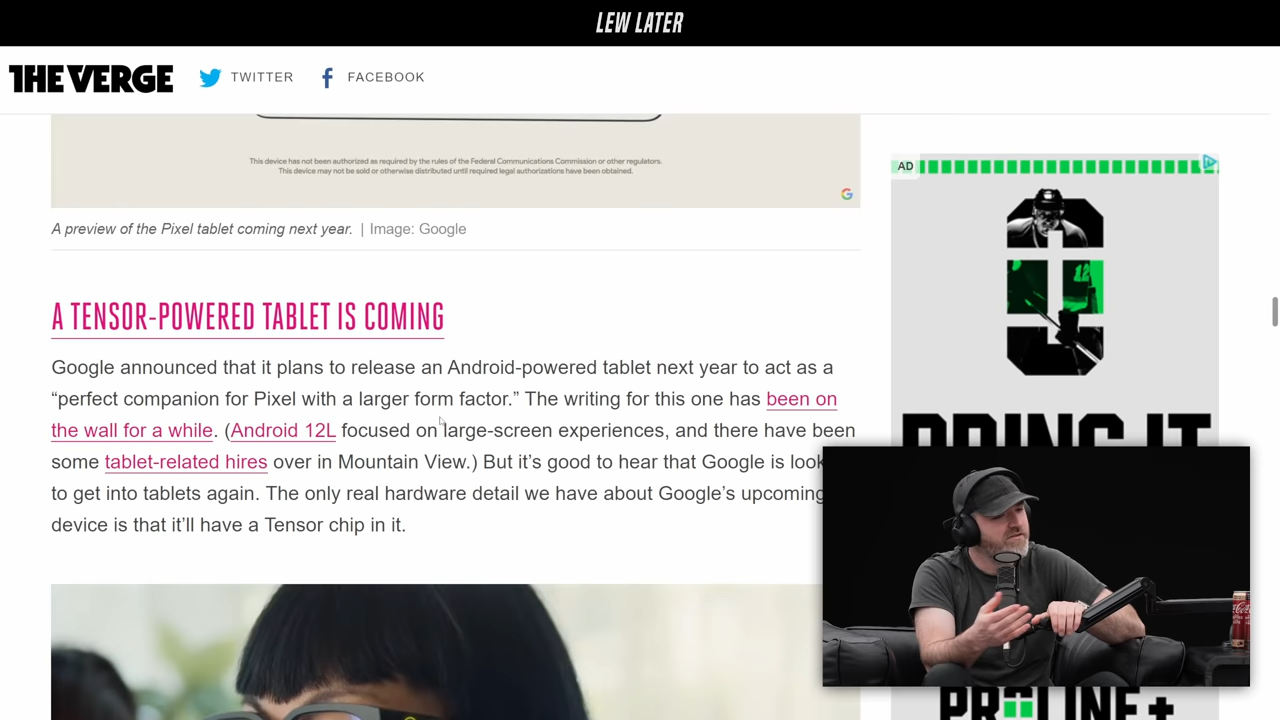 LEW LATER
THE VERGE
TWITTER
FACEBOOK
This device has not been authorized as required by the rules of the Federal Communications Commission or other regulators.
This device may not be sold or otherwise distributed until required legal authorizations have been obtained.
A preview of the Pixel tablet coming next year. | Image: Google
A TENSOR-POWERED TABLET IS COMING
Google announced that it plans to release an Android-powered tablet next year to act as a
“perfect companion for Pixel with a larger form factor.” The writing for this one has been on
the wall for a while. (Android 12L focused on large-screen experiences, and there have been
some tablet-related hires over in Mountain View.) But it’s good to hear that Google is look
to get into tablets again. The only real hardware detail we have about Google’s upcoming
device is that it’ll have a Tensor chip in it.
AD
12
BRING IT
PROLINE+